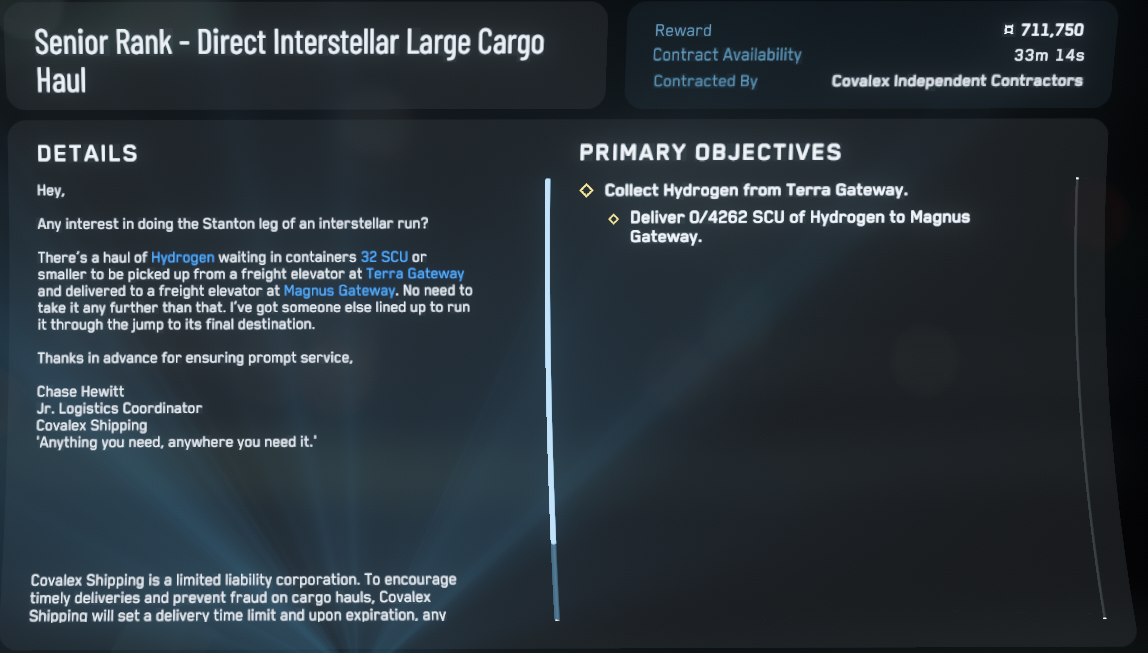 Senior Rank - Direct Interstellar Large Cargo
Haul
Reward
¤ 711,750
Contract Availability
33m 14s
Contracted By
Covalex Independent Contractors
DETAILS
Hey,
Any interest in doing the Stanton leg of an interstellar run?
There's a haul of Hydrogen waiting in containers 32 SCU or
smaller to be picked up from a freight elevator at Terra Gateway
and delivered to a freight elevator at Magnus Gateway. No need to
take it any further than that. I've got someone else lined up to run
it through the jump to its final destination.
Thanks in advance for ensuring prompt service,
Chase Hewitt
Jr. Logistics Coordinator
Covalex Shipping
'Anything you need, anywhere you need it.'
Covalex Shipping is a limited liability corporation. To encourage
timely deliveries and prevent fraud on cargo hauls, Covalex
Shipping will set a delivery time limit and upon expiration, any
PRIMARY OBJECTIVES
Collect Hydrogen from Terra Gateway.
Deliver 0/4262 SCU of Hydrogen to Magnus
Gateway.